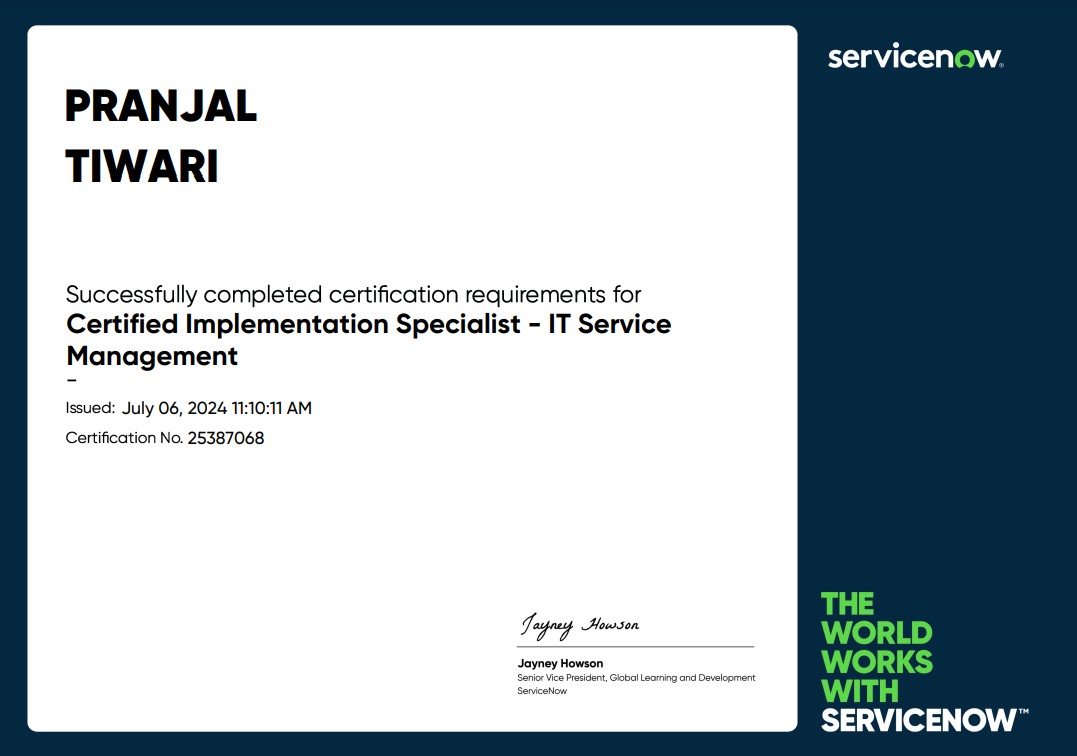 PRANJAL
TIWARI
Successfully completed certification requirements for
Certified Implementation Specialist - IT Service
Management
–
Issued: July 06, 2024 11:10:11 AM
Certification No. 25387068
Jayney Howson
Jayney Howson
Senior Vice President, Global Learning and Development
ServiceNow
servicenow®
THE
WORLD
WORKS
WITH
SERVICENOW™